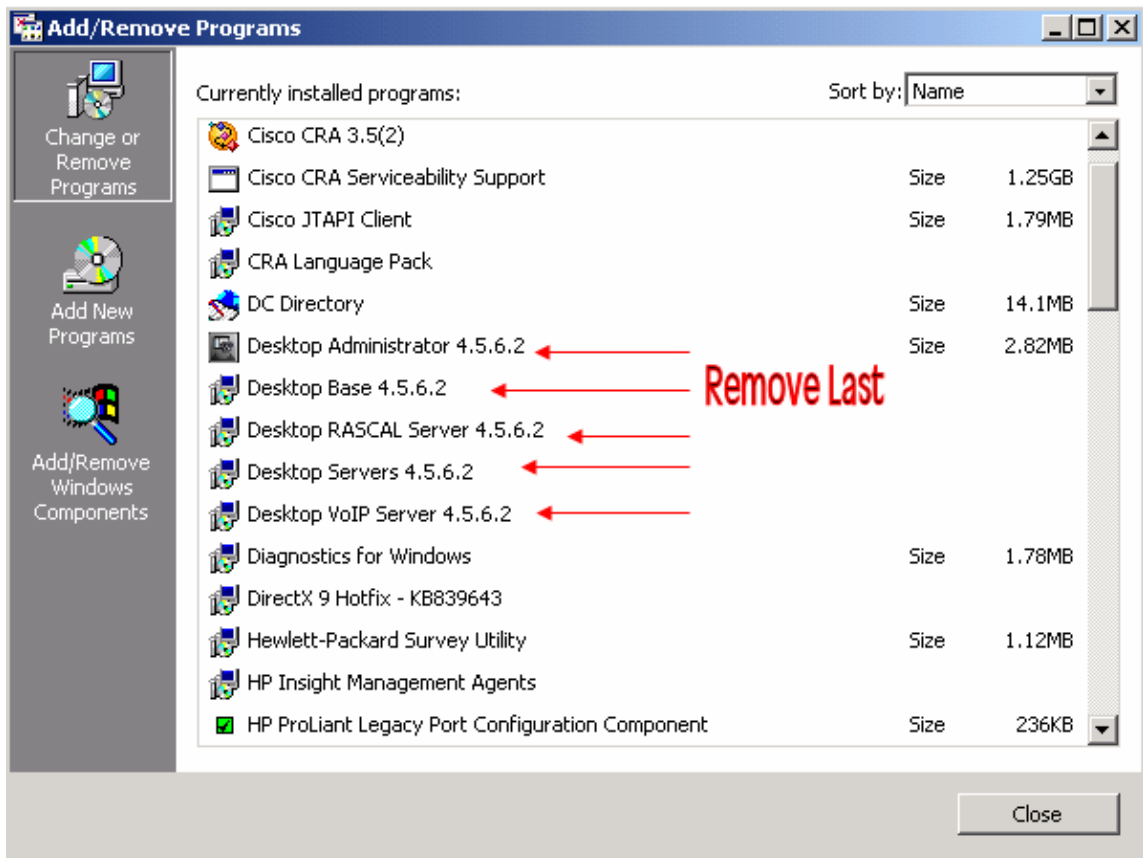 Add/Remove Programs
Change or
Remove
Programs
Add New
Programs
Add/Remove
Windows
Components
Currently installed programs:
Sort by: Name
Cisco CRA 3.5(2)
Cisco CRA Serviceability Support Size 1.25GB
Cisco JTAPI Client Size 1.79MB
CRA Language Pack
DC Directory Size 14.1MB
Desktop Administrator 4.5.6.2 Size 2.82MB
Desktop Base 4.5.6.2 Remove Last
Desktop RASCAL Server 4.5.6.2
Desktop Servers 4.5.6.2
Desktop VoIP Server 4.5.6.2
Diagnostics for Windows Size 1.78MB
DirectX 9 Hotfix - KB839643
Hewlett-Packard Survey Utility Size 1.12MB
HP Insight Management Agents
HP ProLiant Legacy Port Configuration Component Size 236KB
Close